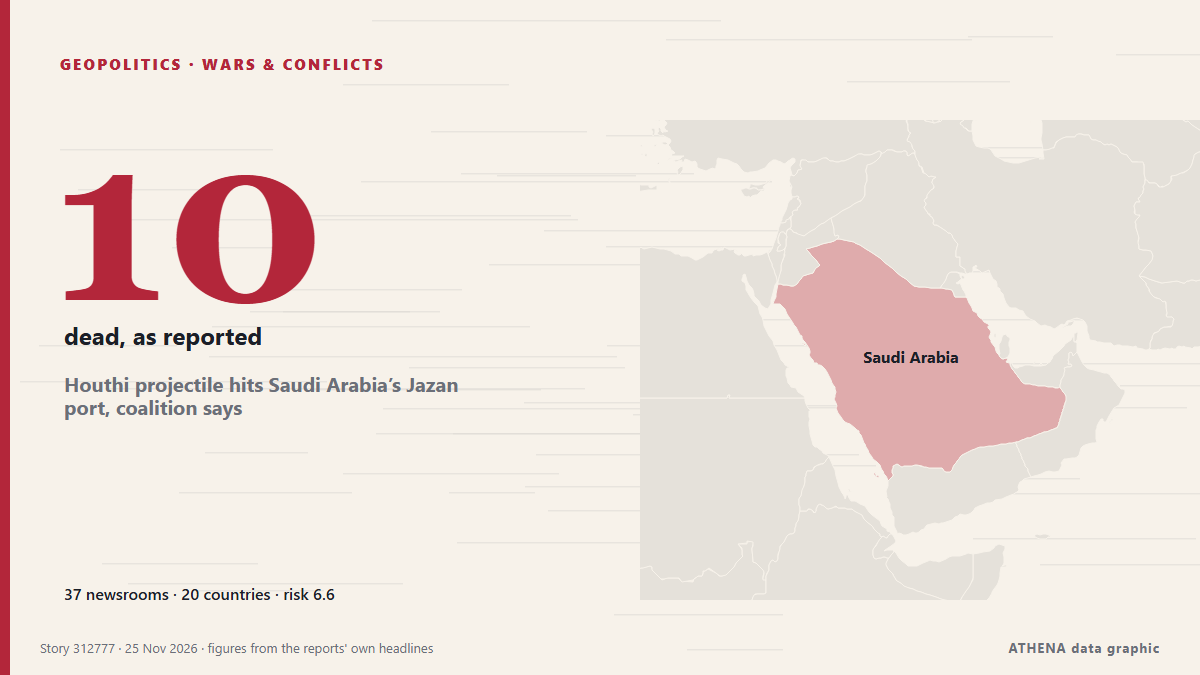 GEOPOLITICS · WARS & CONFLICTS
10
dead, as reported
Houthi projectile hits Saudi Arabia’s Jazan
port, coalition says
Saudi Arabia
37 newsrooms · 20 countries · risk 6.6
Story 312777 · 25 Nov 2026 · figures from the reports' own headlines
ATHENA data graphic